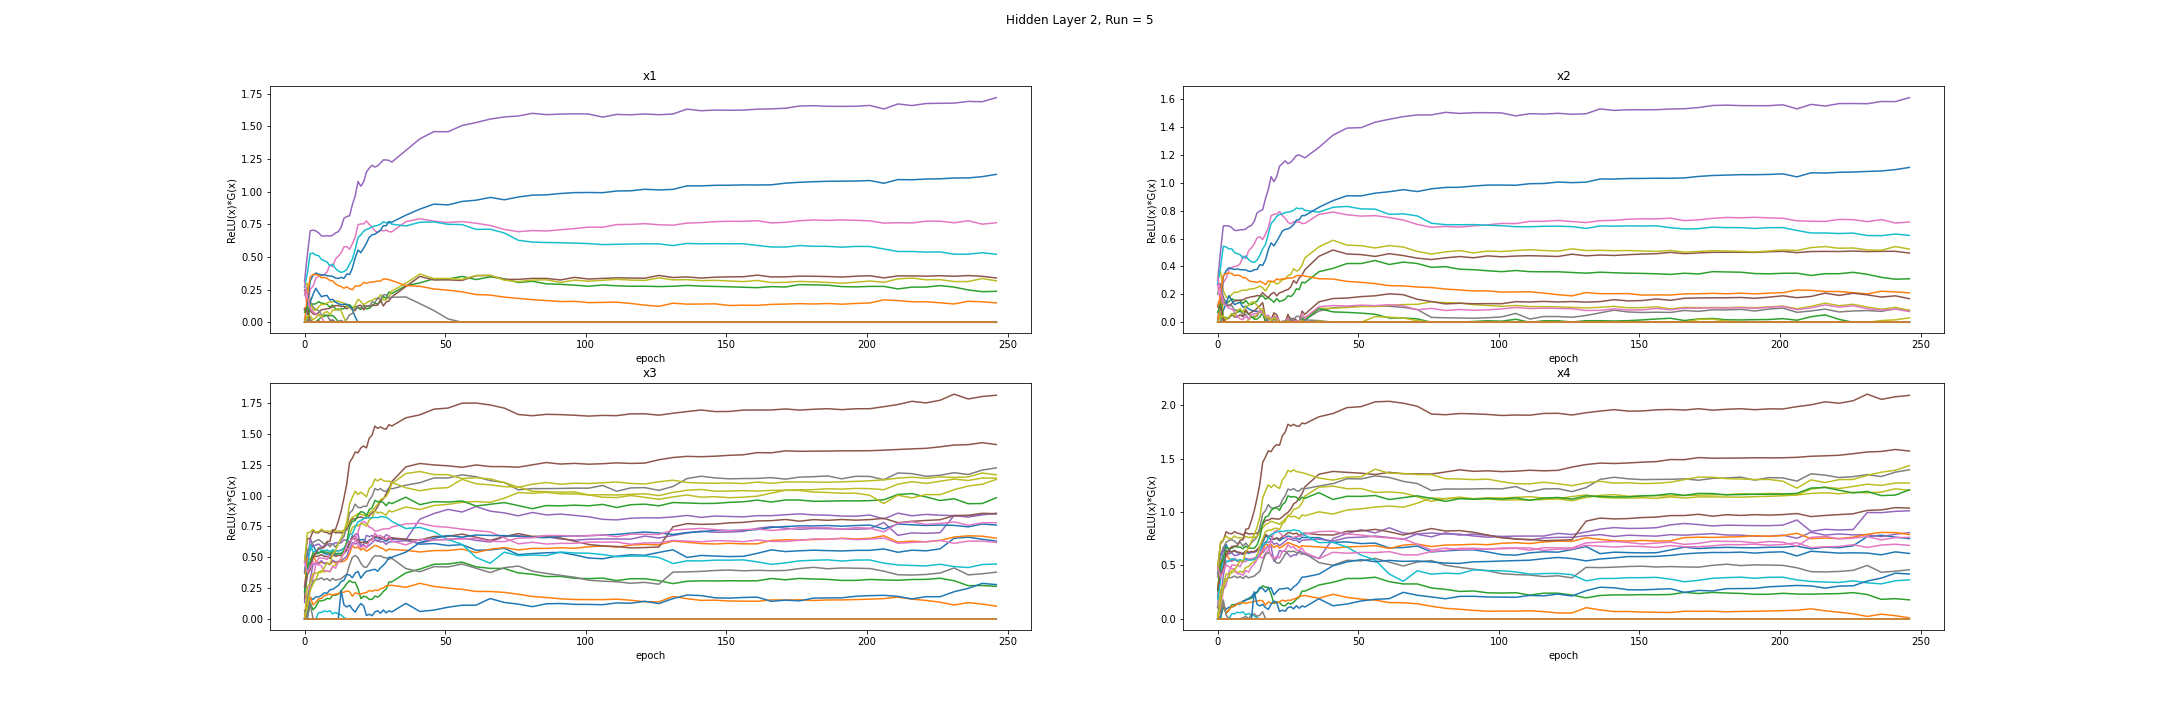 Hidden Layer 2, Run = 5
x1
ReLU(x)*G(x)
1.75
1.50
1.25
1.00
0.75
0.50
0.25
0.00
0 50 100 150 200 250
epoch
x2
ReLU(x)*G(x)
1.6
1.4
1.2
1.0
0.8
0.6
0.4
0.2
0.0
0 50 100 150 200 250
epoch
x3
ReLU(x)*G(x)
1.75
1.50
1.25
1.00
0.75
0.50
0.25
0.00
0 50 100 150 200 250
epoch
x4
ReLU(x)*G(x)
2.0
1.5
1.0
0.5
0.0
0 50 100 150 200 250
epoch